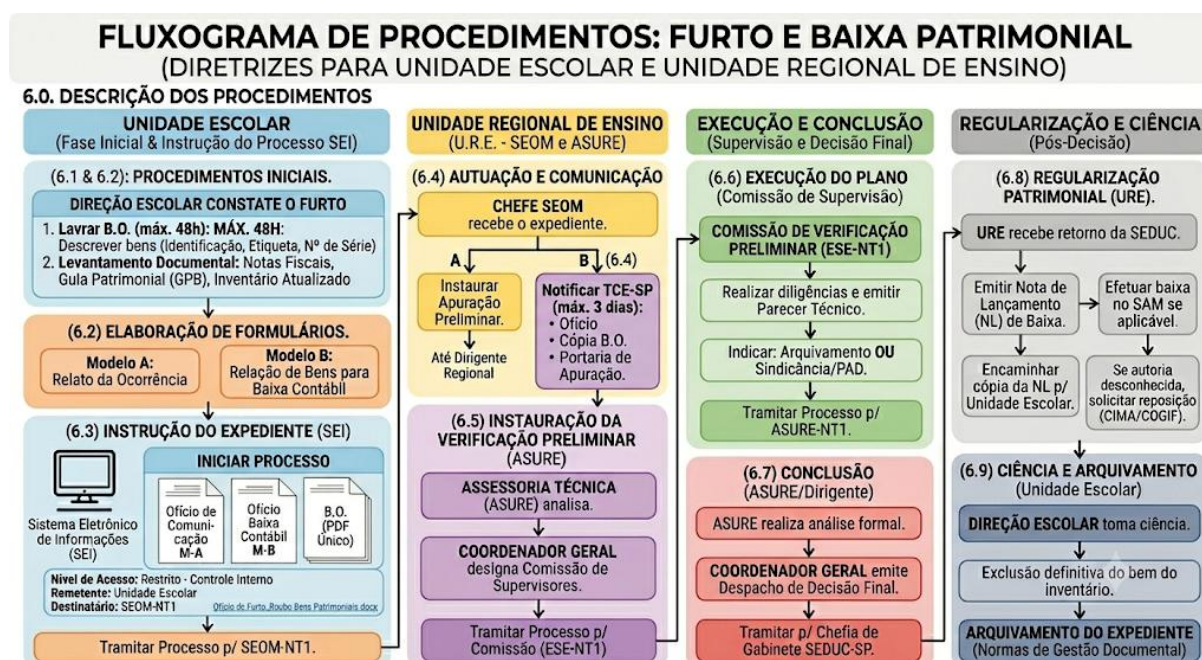 FLUXOGRAMA DE PROCEDIMENTOS: FURTO E BAIXA PATRIMONIAL
(DIRETRIZES PARA UNIDADE ESCOLAR E UNIDADE REGIONAL DE ENSINO)
6.0. DESCRIÇÃO DOS PROCEDIMENTOS
UNIDADE ESCOLAR
(Fase Inicial & Instrução do Processo SEI)
(6.1 & 6.2): PROCEDIMENTOS INICIAIS.
DIREÇÃO ESCOLAR CONSTATE O FURTO
1. Lavrar B.O. (máx. 48h): MÁX. 48H:
Descrever bens (Identificação, Etiqueta, Nº de Série)
2. Levantamento Documental: Notas Fiscais,
Gula Patrimonial (GPB), Inventário Atualizado
(6.2) ELABORAÇÃO DE FORMULÁRIOS.
Modelo A:
Relato da Ocorrência
Modelo B:
Relação de Bens para
Baixa Contábil
(6.3) INSTRUÇÃO DO EXPEDIENTE (SEI)
Sistema Eletrônico
de Informações
(SEI)
INICIAR PROCESSO
Ofício de
Comuni-
cação
M-A
Ofício
Baixa
Contábil
M-B
B.O.
(PDF
Único)
Nivel de Acesso: Restrito - Controle Interno
Remetente: Unidade Escolar
Destinatário: SEOM-NT1
Ofício de Furto_Roubo Bens Patrimoniais.docx
Tramitar Processo p/ SEOM-NT1.
UNIDADE REGIONAL DE ENSINO
(U.R.E. - SEOM e ASURE)
(6.4) AUTUAÇÃO E COMUNICAÇÃO
CHEFE SEOM
recebe o expediente.
A
B (6.4)
Instaurar
Apuração
Preliminar.
Até Dirigente
Regional
Notificar TCE-SP
(máx. 3 dias):
• Ofício
• Cópia B.O.
• Portaria de
Apuração.
(6.5) INSTAURAÇÃO DA
VERIFICAÇÃO PRELIMINAR
(ASURE)
ASSESSORIA TÉCNICA
(ASURE) analisa.
COORDENADOR GERAL
designa Comissão de
Supervisores.
Tramitar Processo p/
Comissão (ESE-NT1)
EXECUÇÃO E CONCLUSÃO
(Supervisão e Decisão Final)
(6.6) EXECUÇÃO DO PLANO
(Comissão de Supervisão)
COMISSÃO DE VERIFICAÇÃO
PRELIMINAR (ESE-NT1)
Realizar diligências e emitir
Parecer Técnico.
Indicar: Arquivamento OU
Sindicância/PAD.
Tramitar Processo p/
ASURE-NT1.
(6.7) CONCLUSÃO
(ASURE/Dirigente)
ASURE realiza análise formal.
COORDENADOR GERAL emite
Despacho de Decisão Final.
Tramitar p/ Chefia de
Gabinete SEDUC-SP.
REGULARIZAÇÃO E CIÊNCIA
(Pós-Decisão)
(6.8) REGULARIZAÇÃO
PATRIMONIAL (URE).
URE recebe retorno da SEDUC.
Emitir Nota de
Lançamento
(NL) de Baixa.
Efetuar baixa
no SAM se
aplicável.
Encaminhar
cópia da NL p/
Unidade Escolar.
Se autoria
desconhecida,
solicitar reposição
(CIMA/COGIF).
(6.9) CIÊNCIA E ARQUIVAMENTO
(Unidade Escolar)
DIREÇÃO ESCOLAR toma ciência.
Exclusão definitiva do bem do
inventário.
ARQUIVAMENTO DO EXPEDIENTE
(Normas de Gestão Documental)